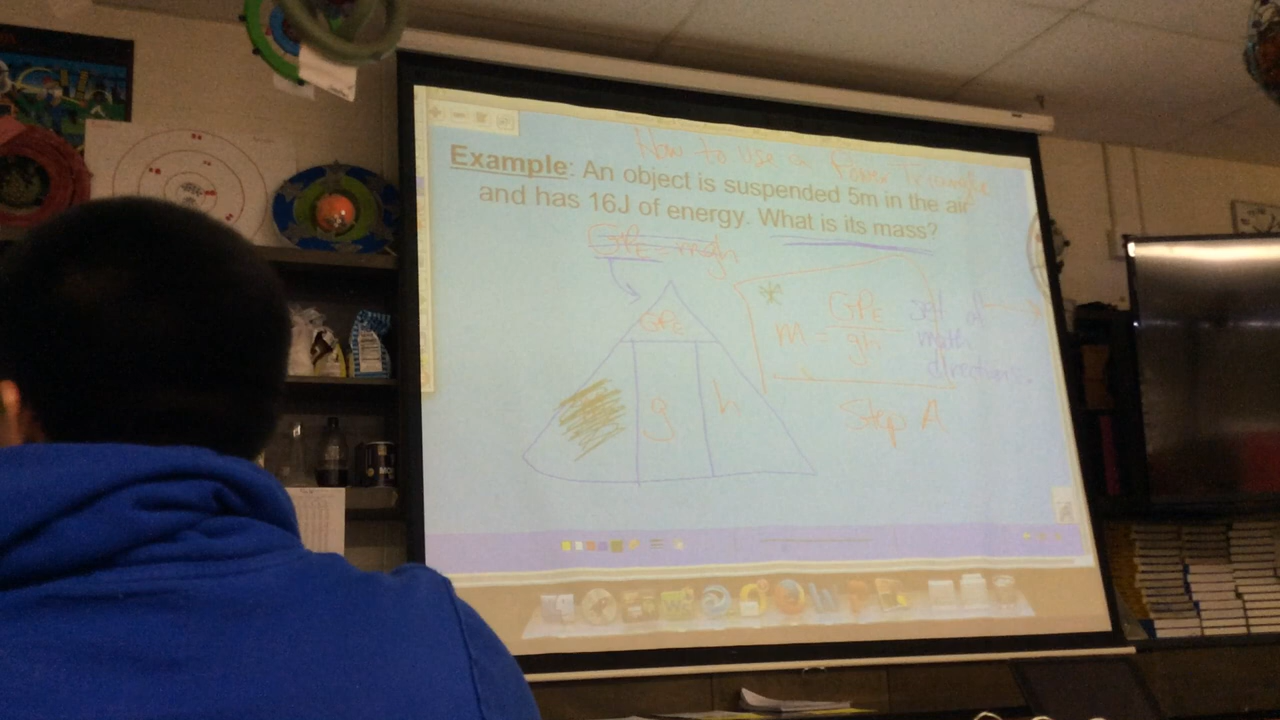 How to use a Power Triangle
Example: An object is suspended 5m in the air
and has 16J of energy. What is its mass?
GPE = mgh
GPE
g h
m = GPE / gh
set of
math
directions.
Step A